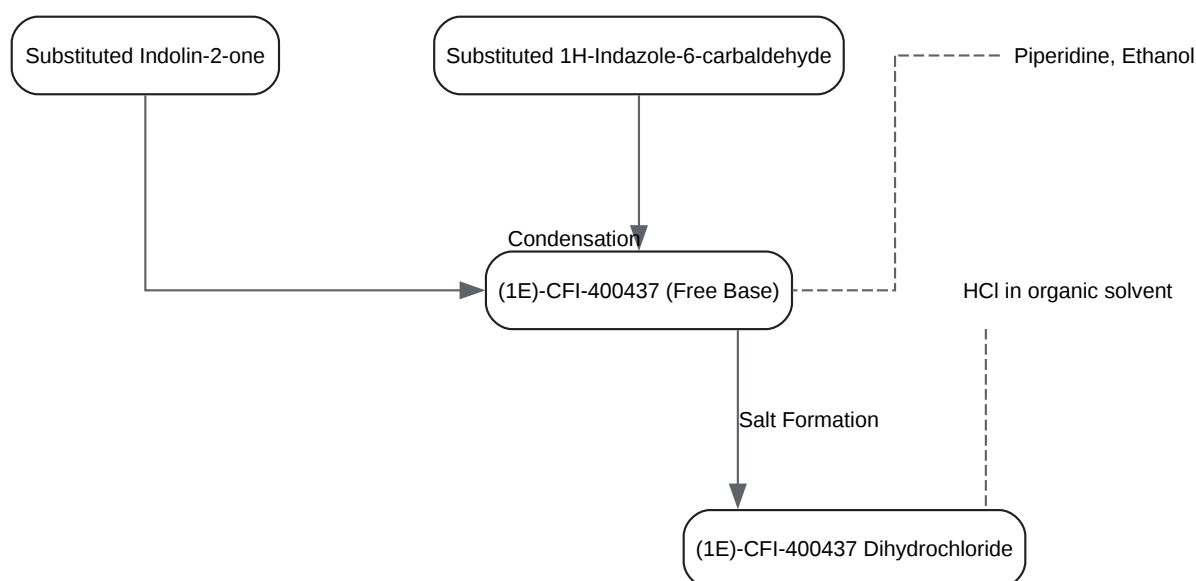 Substituted Indolin-2-one
Substituted 1H-Indazole-6-carbaldehyde
Piperidine, Ethanol
Condensation
(1E)-CFI-400437 (Free Base)
HCl in organic solvent
Salt Formation
(1E)-CFI-400437 Dihydrochloride